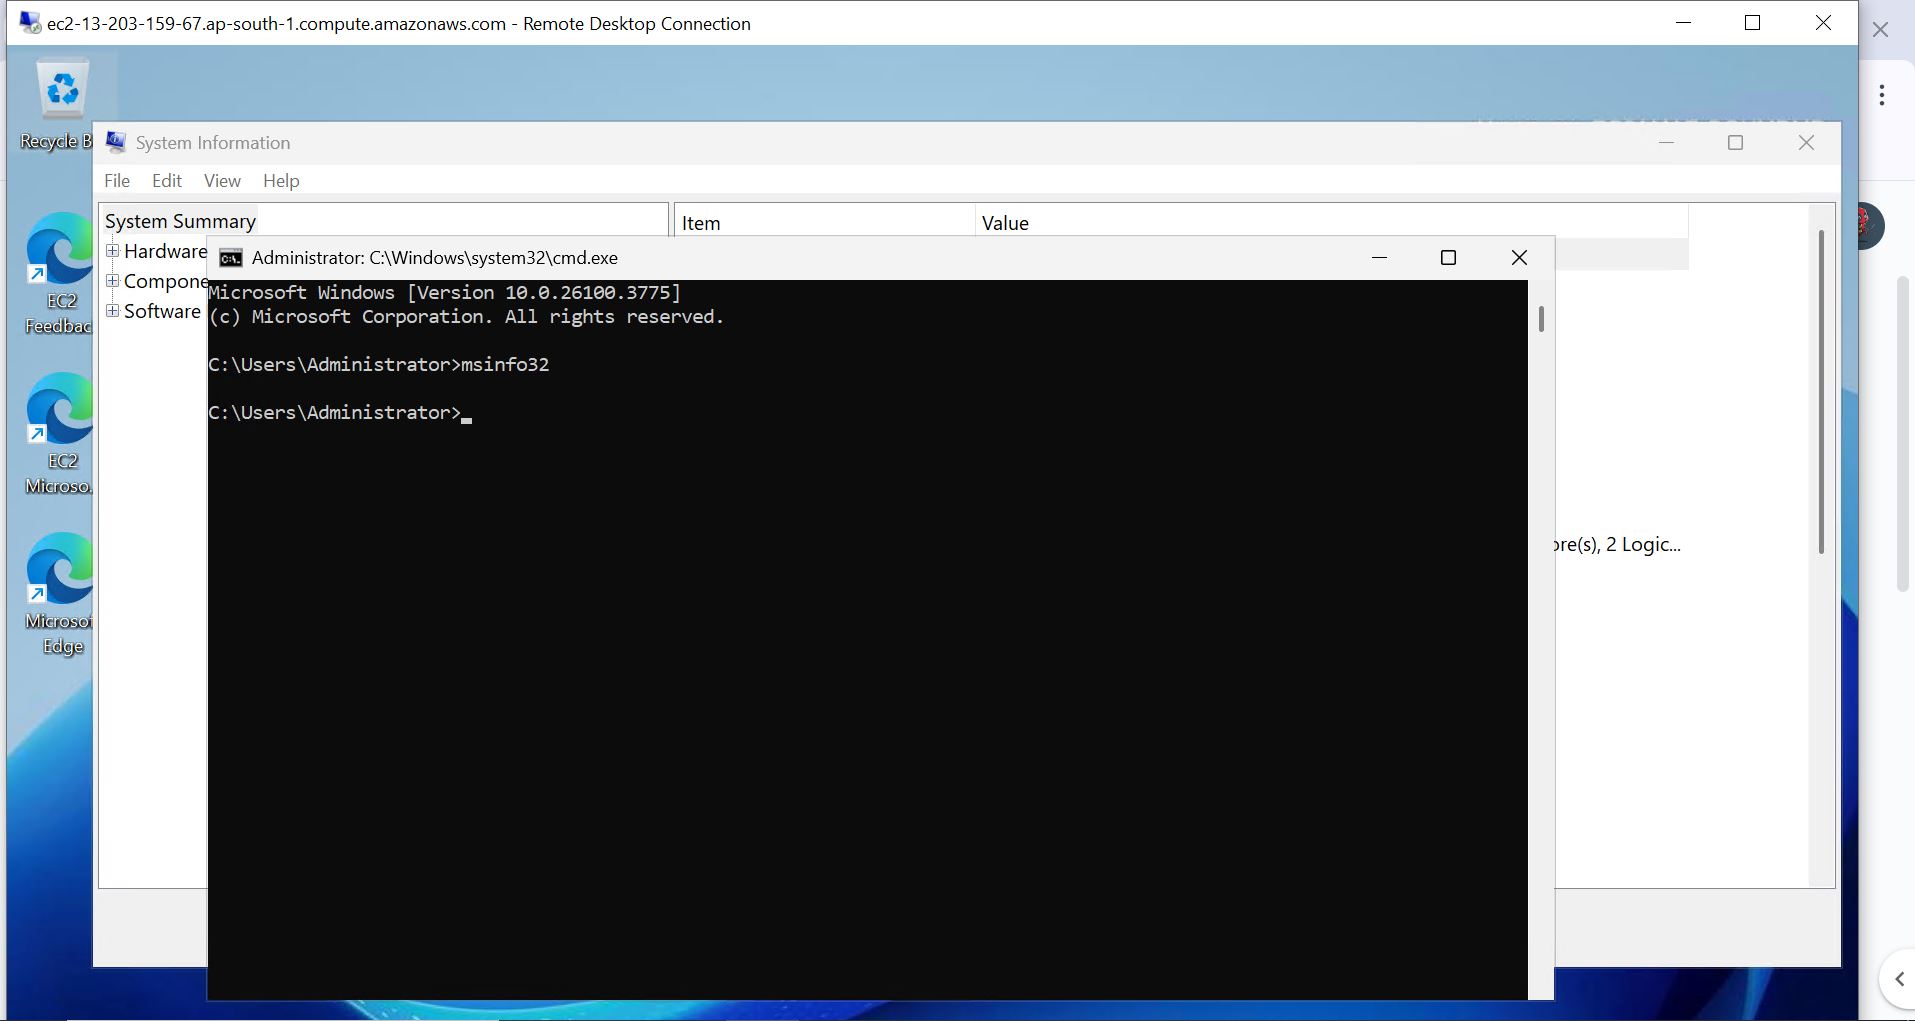 ec2-13-203-159-67.ap-south-1.compute.amazonaws.com - Remote Desktop Connection
Recycle B
System Information
File Edit View Help
System Summary
Item Value
Hardware
Compone
Software
Administrator: C:\Windows\system32\cmd.exe
Microsoft Windows [Version 10.0.26100.3775]
(c) Microsoft Corporation. All rights reserved.
C:\Users\Administrator>msinfo32
C:\Users\Administrator>
ore(s), 2 Logic...
EC2
Feedbac
EC2
Microso.
Microsof
Edge